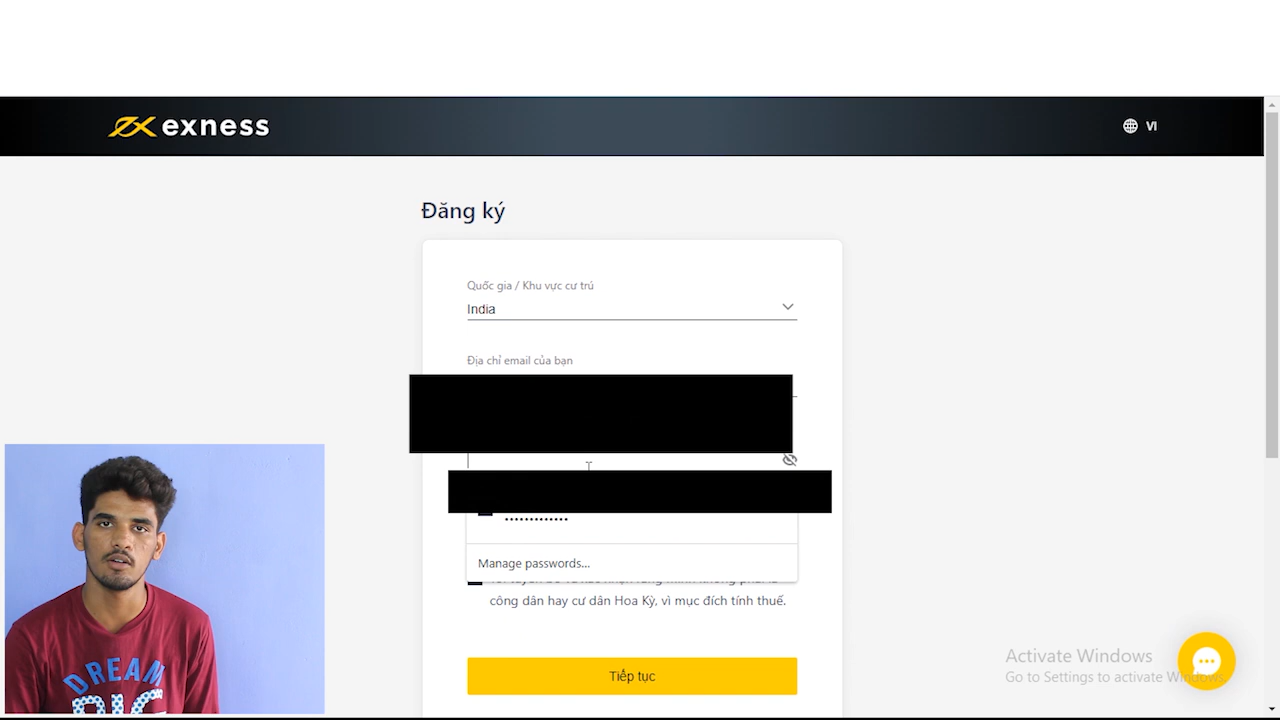 exness
VI
Đăng ký
Quốc gia / Khu vực cư trú
India
Địa chỉ email của bạn
Manage passwords...
công dân hay cư dân Hoa Kỳ, vì mục đích tính thuế.
Tiếp tục
Activate Windows
Go to Settings to activate Windows.
DREAM
BIG